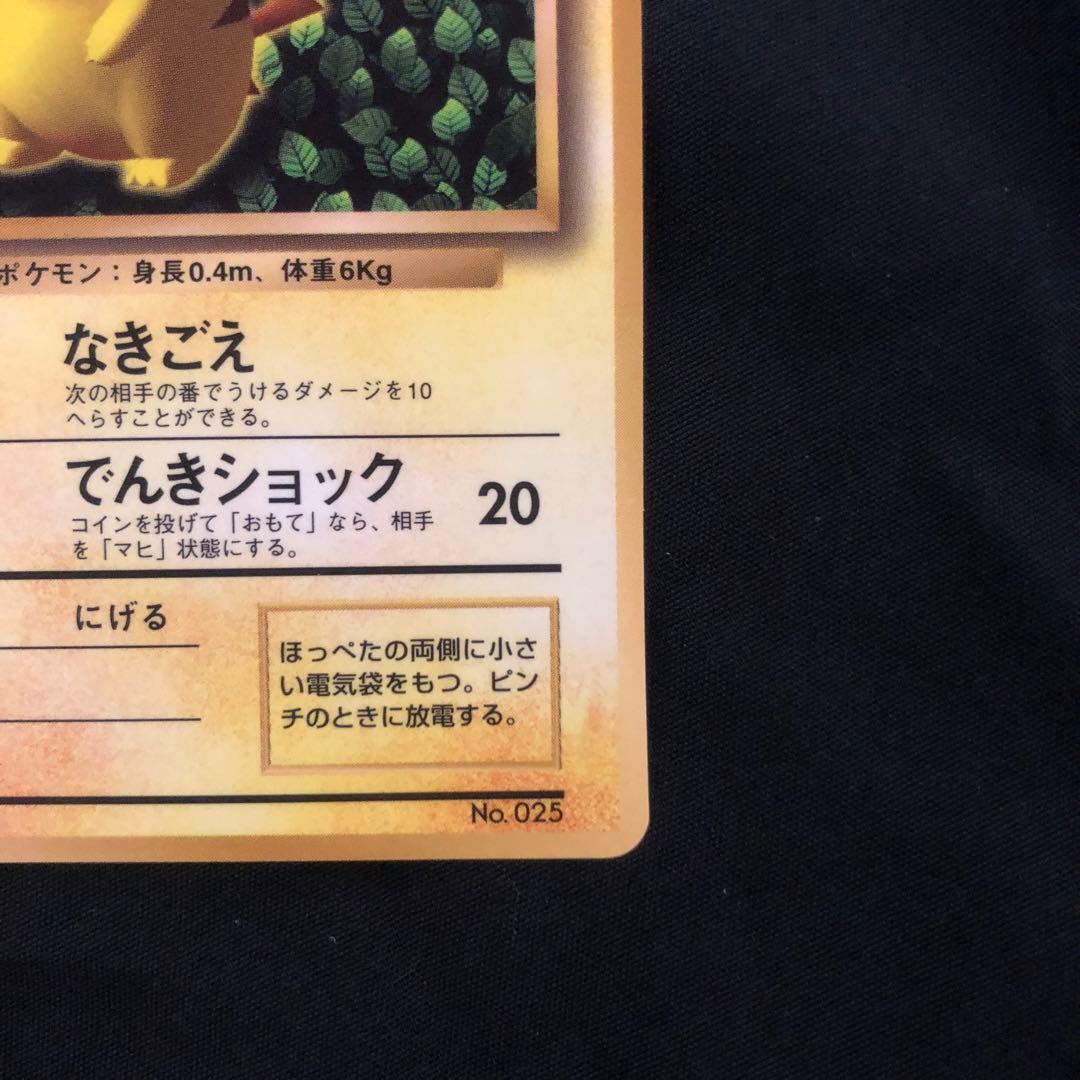 ポケモン：身長0.4m、体重6Kg
なきごえ
次の相手の番でうけるダメージを10
へらすことができる。
でんきショック 20
コインを投げて「おもて」なら、相手
を「マヒ」状態にする。
にげる
ほっぺたの両側に小さ
い電気袋をもつ。ピン
チのときに放電する。
No. 025